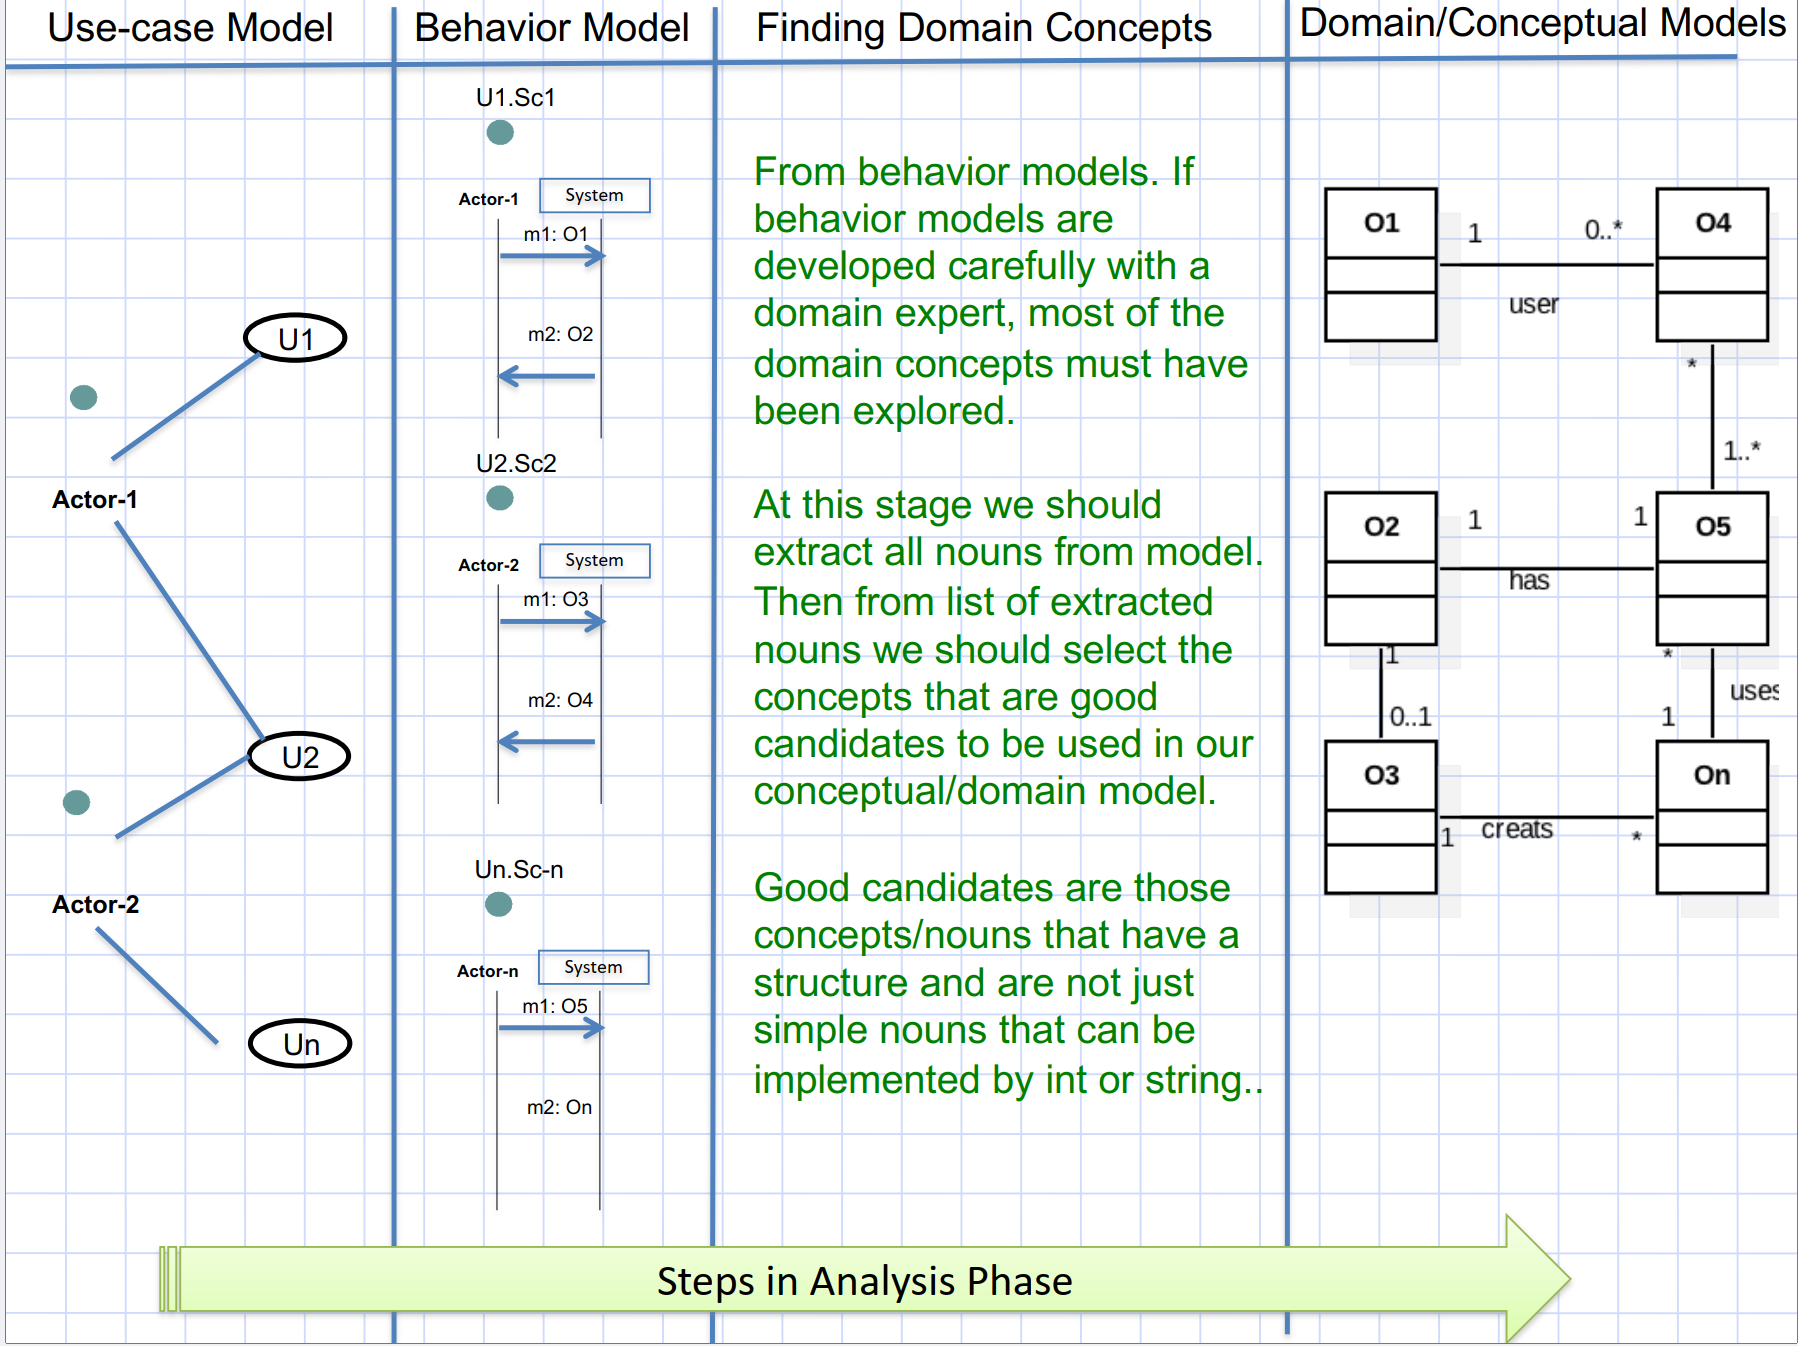 Use-case Model
Behavior Model
Finding Domain Concepts
Domain/Conceptual Models
U1
Actor-1
U2
Actor-2
Un
U1.Sc1
Actor-1
System
m1: O1
m2: O2
U2.Sc2
Actor-2
System
m1: O3
m2: O4
Un.Sc-n
Actor-n
System
m1: O5
m2: On
From behavior models. If
behavior models are
developed carefully with a
domain expert, most of the
domain concepts must have
been explored.
At this stage we should
extract all nouns from model.
Then from list of extracted
nouns we should select the
concepts that are good
candidates to be used in our
conceptual/domain model.
Good candidates are those
concepts/nouns that have a
structure and are not just
simple nouns that can be
implemented by int or string..
O1
1
0..*
O4
user
*
1..*
O2
1
1
O5
has
1
*
uses
0..1
1
O3
On
creats
1
*
Steps in Analysis Phase